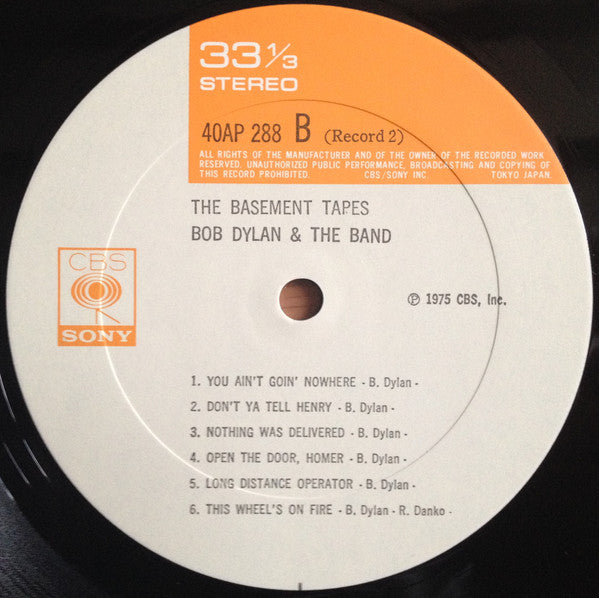 33 1/3
STEREO
40AP 288 B (Record 2)
ALL RIGHTS OF THE MANUFACTURER AND OF THE OWNER OF THE RECORDED WORK
RESERVED. UNAUTHORIZED PUBLIC PERFORMANCE, BROADCASTING AND COPYING OF
THIS RECORD PROHIBITED. CBS/SONY INC. TOKYO JAPAN.
THE BASEMENT TAPES
BOB DYLAN & THE BAND
CBS
SONY
℗ 1975 CBS, Inc.
1. YOU AIN'T GOIN' NOWHERE - B. Dylan -
2. DON'T YA TELL HENRY - B. Dylan -
3. NOTHING WAS DELIVERED - B. Dylan -
4. OPEN THE DOOR, HOMER - B. Dylan -
5. LONG DISTANCE OPERATOR - B. Dylan -
6. THIS WHEEL'S ON FIRE - B. Dylan - R. Danko -